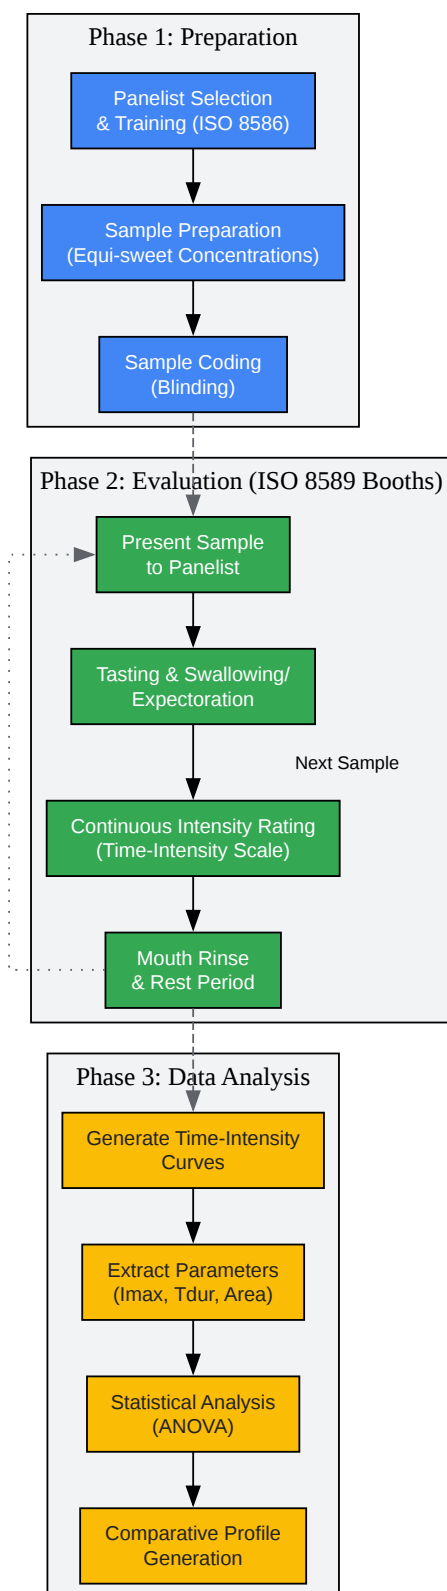 Phase 1: Preparation
Panelist Selection
& Training (ISO 8586)
Sample Preparation
(Equi-sweet Concentrations)
Sample Coding
(Blinding)
Phase 2: Evaluation (ISO 8589 Booths)
Present Sample
to Panelist
Tasting & Swallowing/
Expectoration
Next Sample
Continuous Intensity Rating
(Time-Intensity Scale)
Mouth Rinse
& Rest Period
Phase 3: Data Analysis
Generate Time-Intensity
Curves
Extract Parameters
(Imax, Tdur, Area)
Statistical Analysis
(ANOVA)
Comparative Profile
Generation